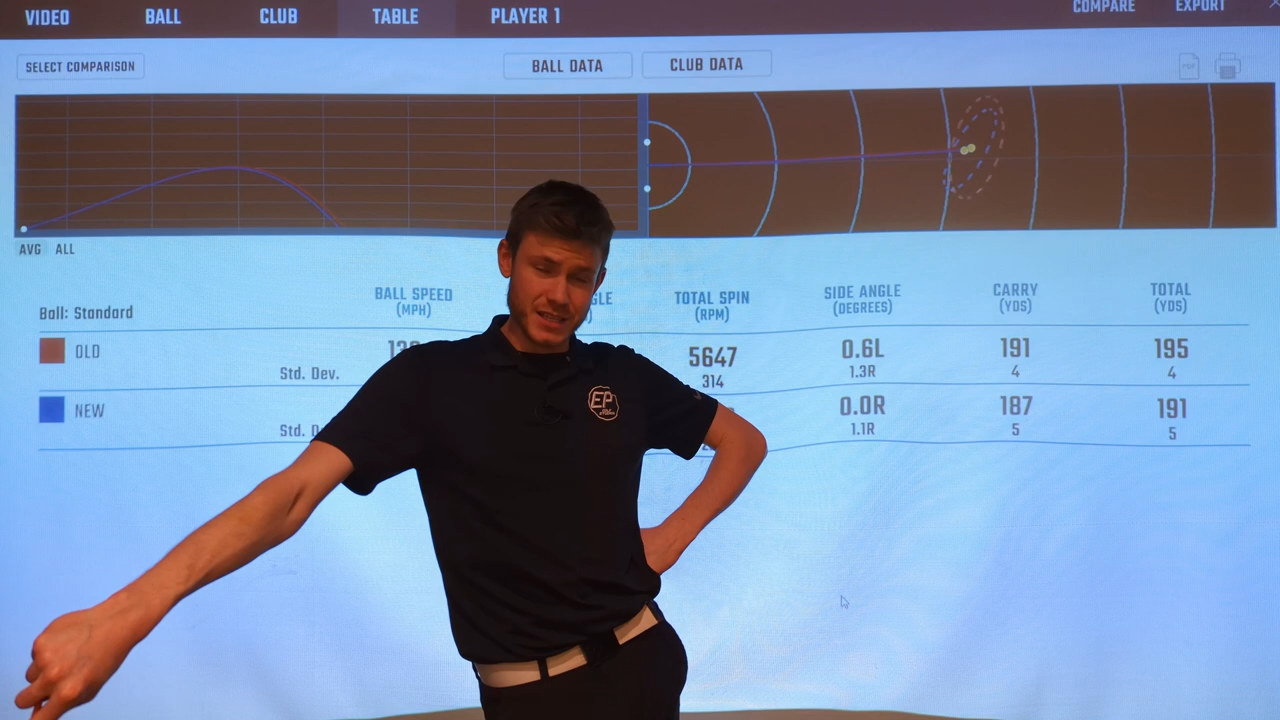 VIDEO BALL CLUB TABLE PLAYER 1 COMPARE EXPORT
SELECT COMPARISON BALL DATA CLUB DATA
AVG ALL
BALL SPEED TOTAL SPIN SIDE ANGLE CARRY TOTAL
(MPH) (RPM) (DEGREES) (YDS) (YDS)
Ball: Standard
OLD 5647 0.6L 191 195
Std. Dev. 314 1.3R 4 4
NEW 0.0R 187 191
1.1R 5 5
EP